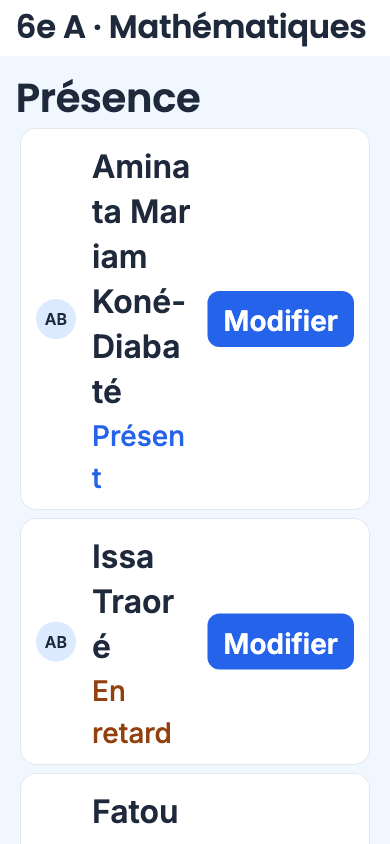 6e A · Mathématiques
Présence
Amina
ta Mar
iam
Koné-
Diaba
té
Présen
t
AB
Modifier
Issa
Traor
é
En
retard
AB
Modifier
Fatou